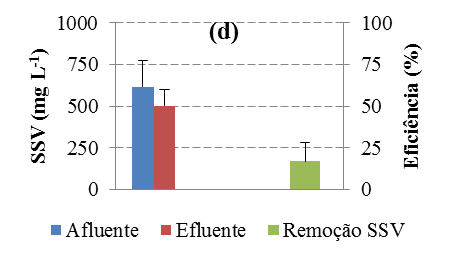 (d)
SSV (mg L-1)
1000
750
500
250
0
100
75
50
25
0
Eficiência (%)
Afluente Efluente Remoção SSV